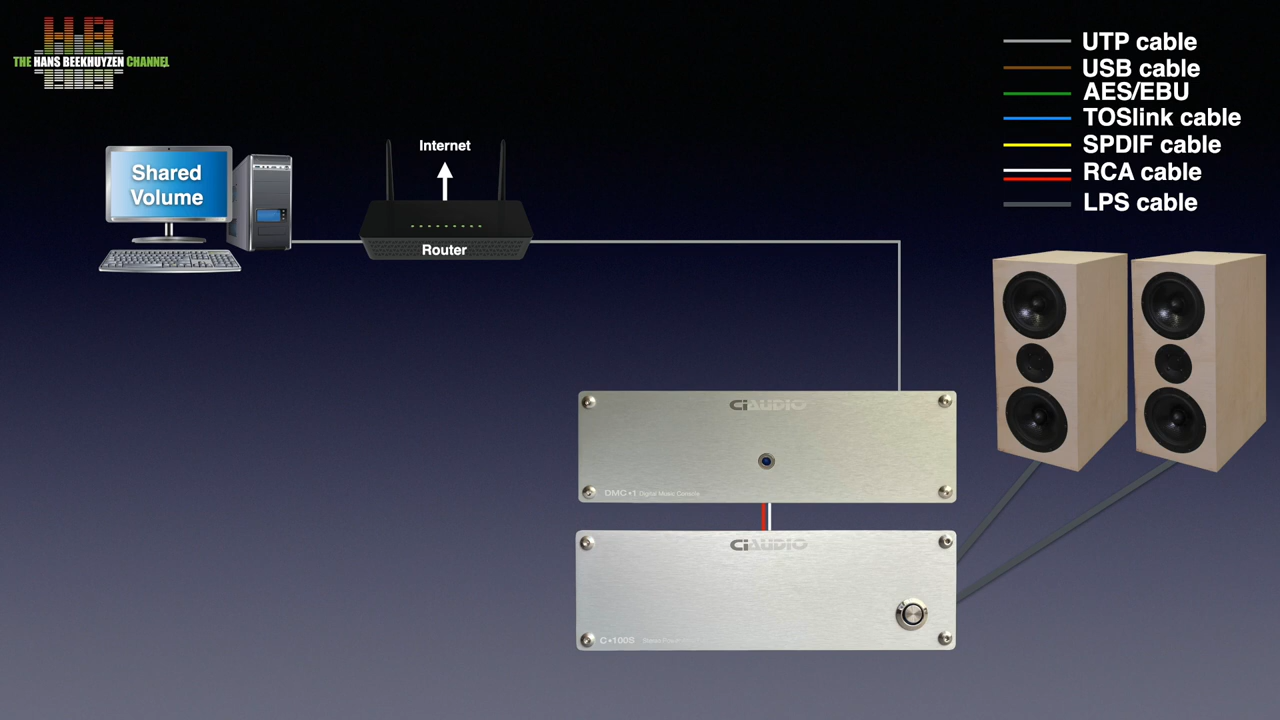 THE HANS BEEKHUYZEN CHANNEL
UTP cable
USB cable
AES/EBU
TOSlink cable
SPDIF cable
RCA cable
LPS cable
Internet
Shared
Volume
Router
CIAUDIO
DMC•1 Digital Music Console
CIAUDIO
C•100S